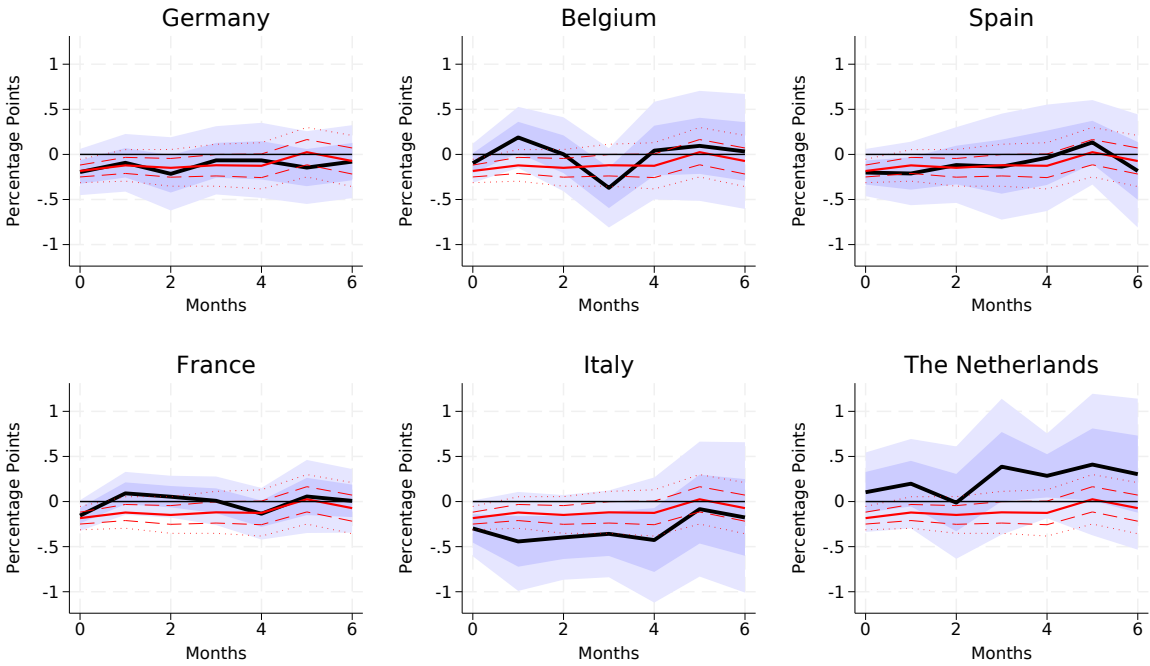 Germany
Percentage Points
1
.5
0
-.5
-1
0 2 4 6
Months
Belgium
Percentage Points
1
.5
0
-.5
-1
0 2 4 6
Months
Spain
Percentage Points
1
.5
0
-.5
-1
0 2 4 6
Months
France
Percentage Points
1
.5
0
-.5
-1
0 2 4 6
Months
Italy
Percentage Points
1
.5
0
-.5
-1
0 2 4 6
Months
The Netherlands
Percentage Points
1
.5
0
-.5
-1
0 2 4 6
Months